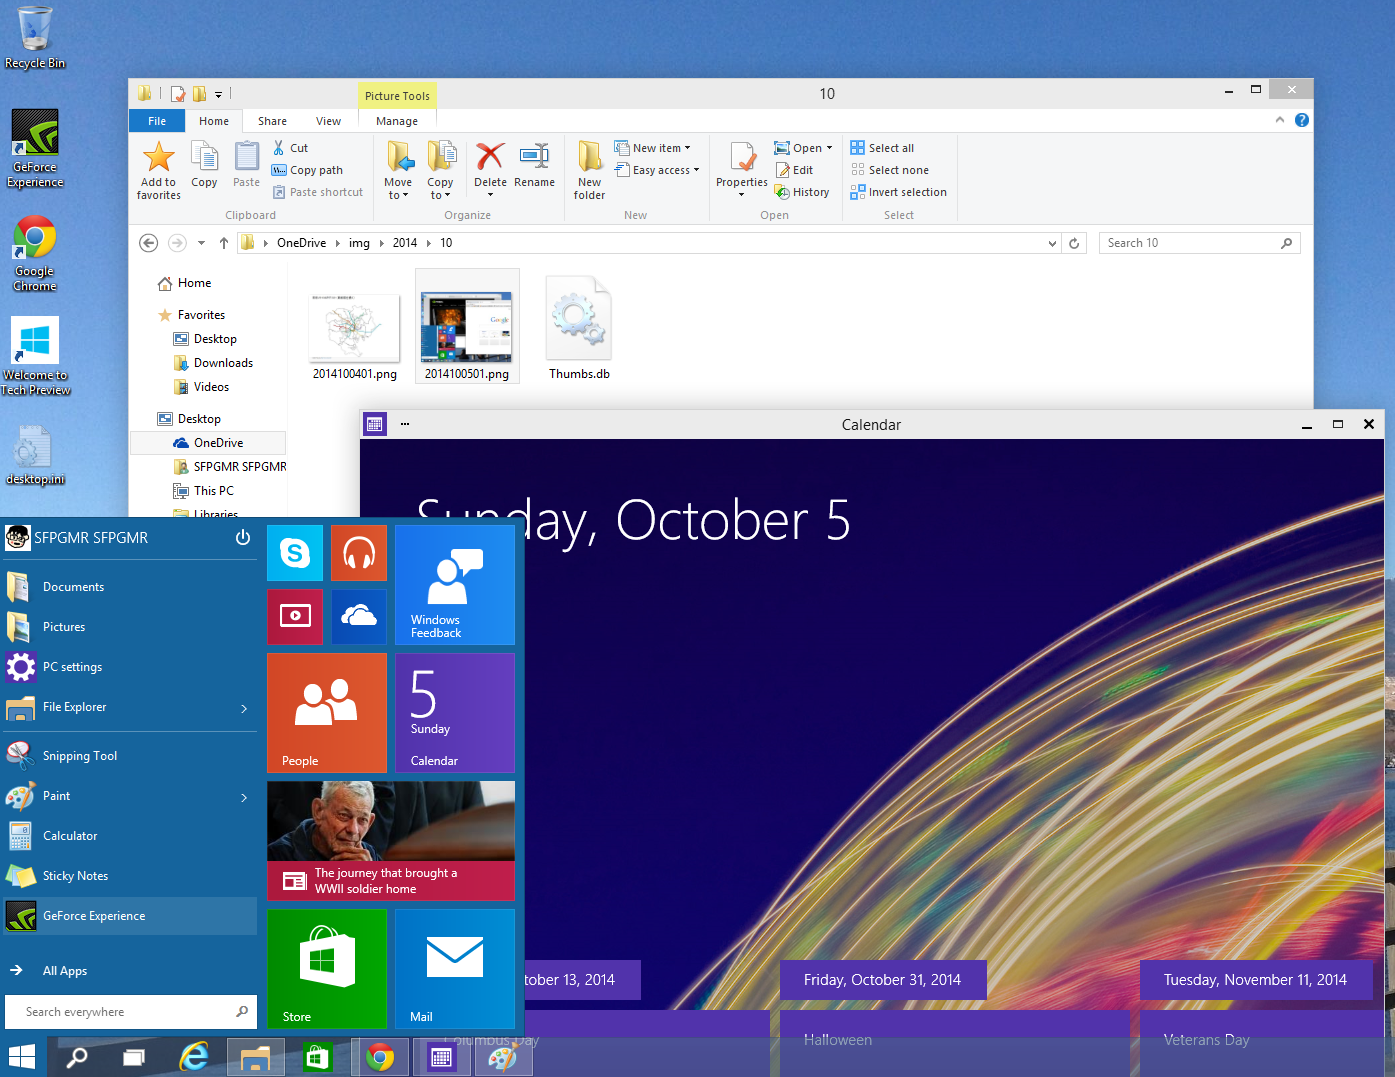 Recycle Bin
GeForce
Experience
Google
Chrome
Welcome to
Tech Preview
desktop.ini
Picture Tools
10
File
Home
Share
View
Manage
Add to
favorites
Copy
Paste
Cut
Copy path
Paste shortcut
Clipboard
Move
to
Copy
to
Delete
Rename
Organize
New
folder
New item
Easy access
New
Properties
Open
Edit
History
Open
Select all
Select none
Invert selection
Select
OneDrive
img
2014
10
Search 10
Home
Favorites
Desktop
Downloads
Videos
Desktop
OneDrive
SFPGMR SFPGMR
This PC
Libraries
2014100401.png
2014100501.png
Thumbs.db
Calendar
Sunday, October 5
tober 13, 2014
Columbus Day
Friday, October 31, 2014
Halloween
Tuesday, November 11, 2014
Veterans Day
SFPGMR SFPGMR
Documents
Pictures
PC settings
File Explorer
Snipping Tool
Paint
Calculator
Sticky Notes
GeForce Experience
All Apps
Search everywhere
Windows
Feedback
People
5
Sunday
Calendar
The journey that brought a
WWII soldier home
Store
Mail